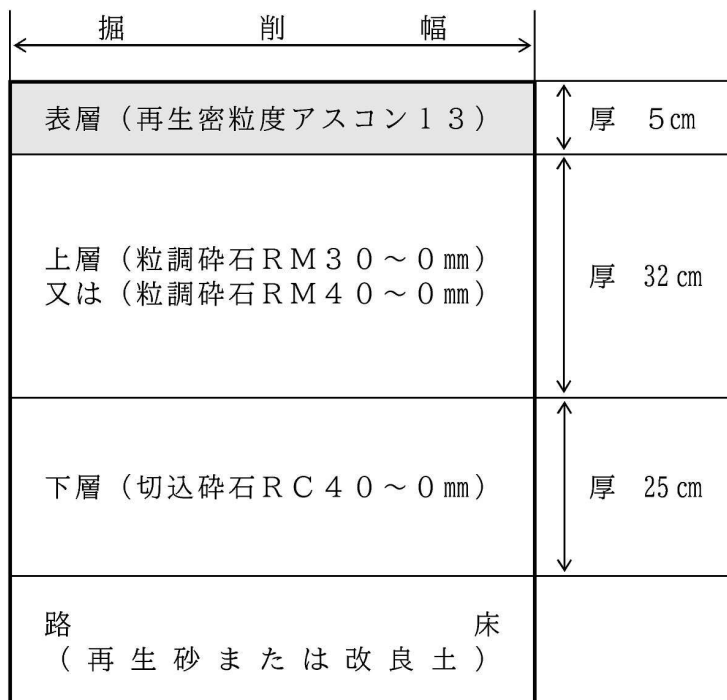 掘削幅
表層（再生密粒度アスコン１３）
厚 5㎝
上層（粒調砕石ＲＭ３０～０㎜）
又は（粒調砕石ＲＭ４０～０㎜）
厚 32㎝
下層（切込砕石ＲＣ４０～０㎜）
厚 25㎝
路床
（再生砂または改良土）